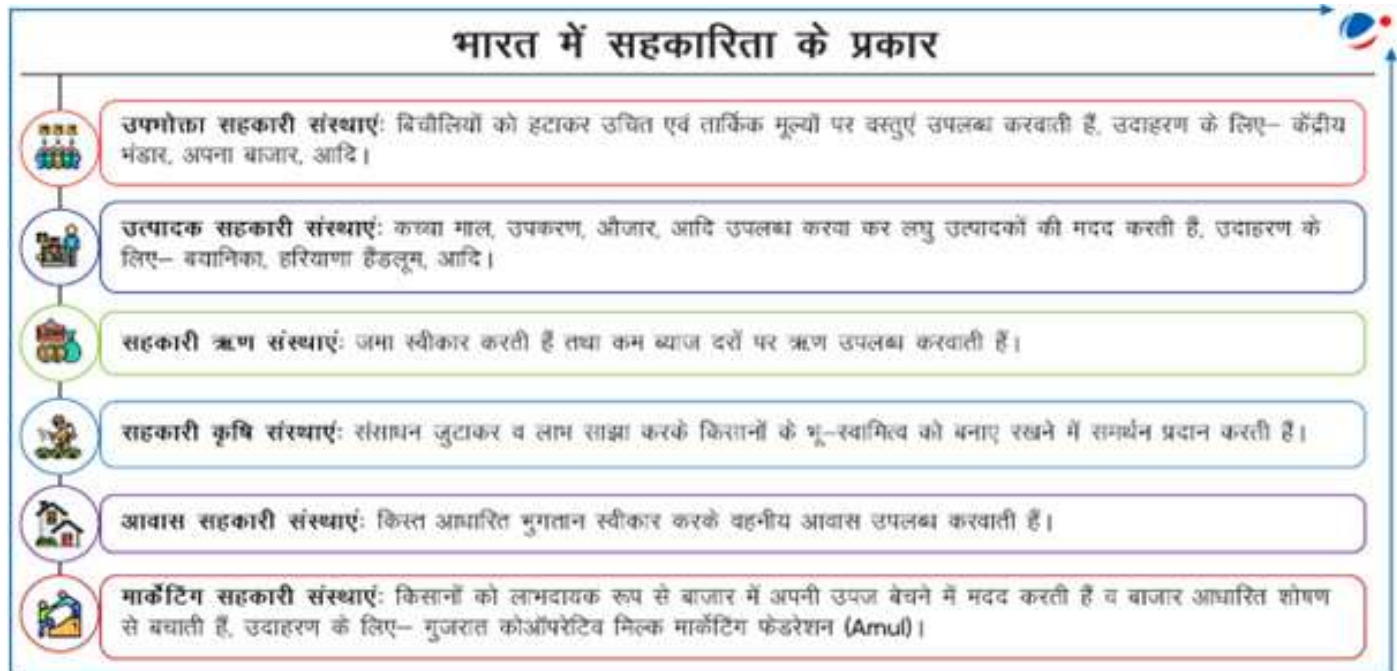 भारत में सहकारिता के प्रकार
उपभोक्ता सहकारी संस्थाएं: बिचौलियों को हटाकर उचित एवं तार्किक मूल्यों पर वस्तुएं उपलब्ध करवाती हैं, उदाहरण के लिए– केंद्रीय
भंडार, अपना बाजार, आदि।
उत्पादक सहकारी संस्थाएं: कच्चा माल, उपकरण, औजार, आदि उपलब्ध करवा कर लघु उत्पादकों की मदद करती हैं, उदाहरण के
लिए– बयानिका, हरियाणा हैंडलूम, आदि।
सहकारी ऋण संस्थाएं: जमा स्वीकार करती हैं तथा कम ब्याज दरों पर ऋण उपलब्ध करवाती हैं।
सहकारी कृषि संस्थाएं: संसाधन जुटाकर व लाभ साझा करके किसानों के भू–स्वामित्व को बनाए रखने में समर्थन प्रदान करती हैं।
आवास सहकारी संस्थाएं: किस्त आधारित भुगतान स्वीकार करके वहनीय आवास उपलब्ध करवाती हैं।
मार्केटिंग सहकारी संस्थाएं: किसानों को लाभदायक रूप से बाजार में अपनी उपज बेचने में मदद करती हैं व बाजार आधारित शोषण
से बचाती हैं, उदाहरण के लिए– गुजरात कोऑपरेटिव मिल्क मार्केटिंग फेडरेशन (Amul)।